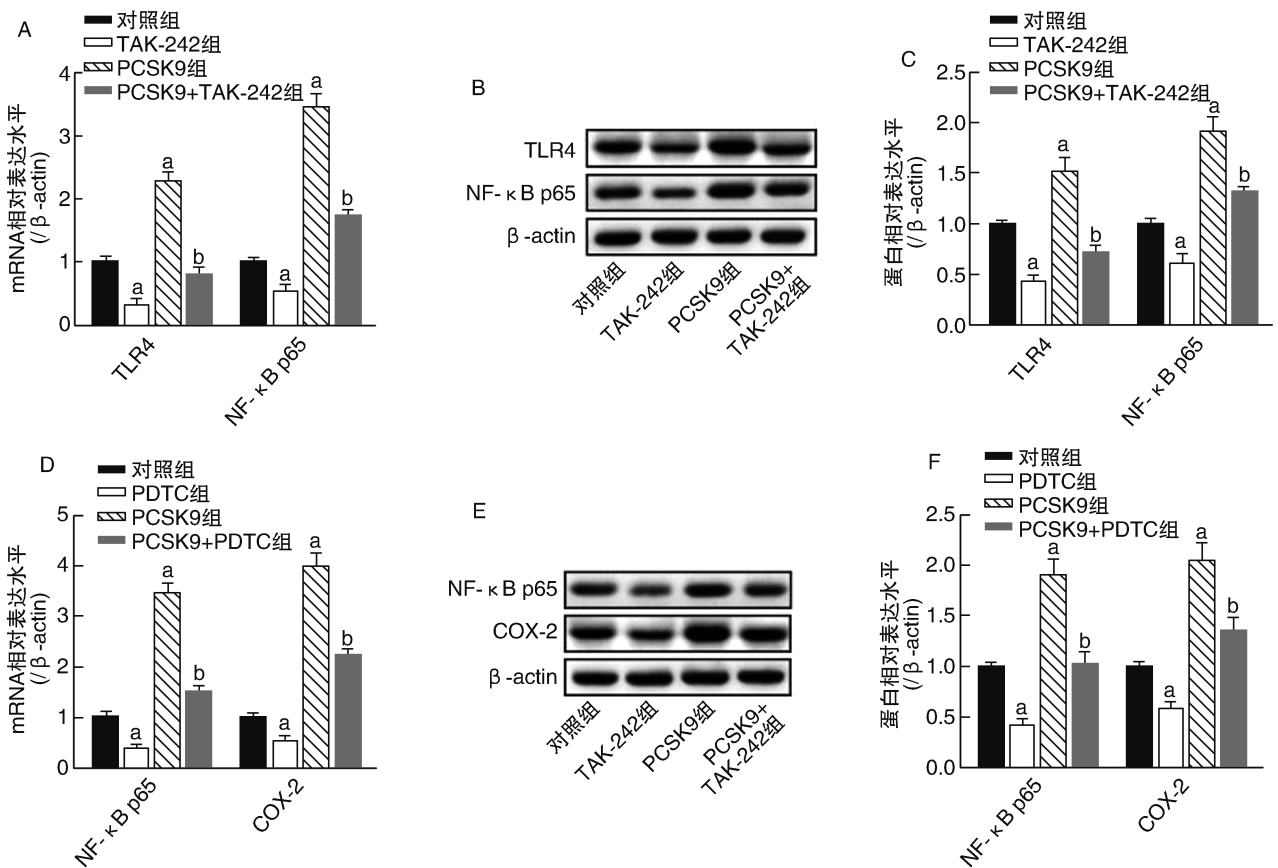 A
对照组
TAK-242组
PCSK9组
PCSK9+TAK-242组
mRNA相对表达水平
(/β-actin)
4
3
2
1
0
a
a
b
a
a
b
TLR4
NF-κB p65
B
TLR4
NF-κB p65
β-actin
对照组
TAK-242组
PCSK9组
PCSK9+
TAK-242组
C
对照组
TAK-242组
PCSK9组
PCSK9+TAK-242组
蛋白相对表达水平
(/β-actin)
2.5
2.0
1.5
1.0
0.5
0.0
a
a
b
a
a
b
TLR4
NF-κB p65
D
对照组
PDTC组
PCSK9组
PCSK9+PDTC组
mRNA相对表达水平
(/β-actin)
5
4
3
2
1
0
a
a
b
a
a
b
NF-κB p65
COX-2
E
NF-κB p65
COX-2
β-actin
对照组
TAK-242组
PCSK9组
PCSK9+
TAK-242组
F
对照组
PDTC组
PCSK9组
PCSK9+PDTC组
蛋白相对表达水平
(/β-actin)
2.5
2.0
1.5
1.0
0.5
0.0
a
a
b
a
a
b
NF-κB p65
COX-2